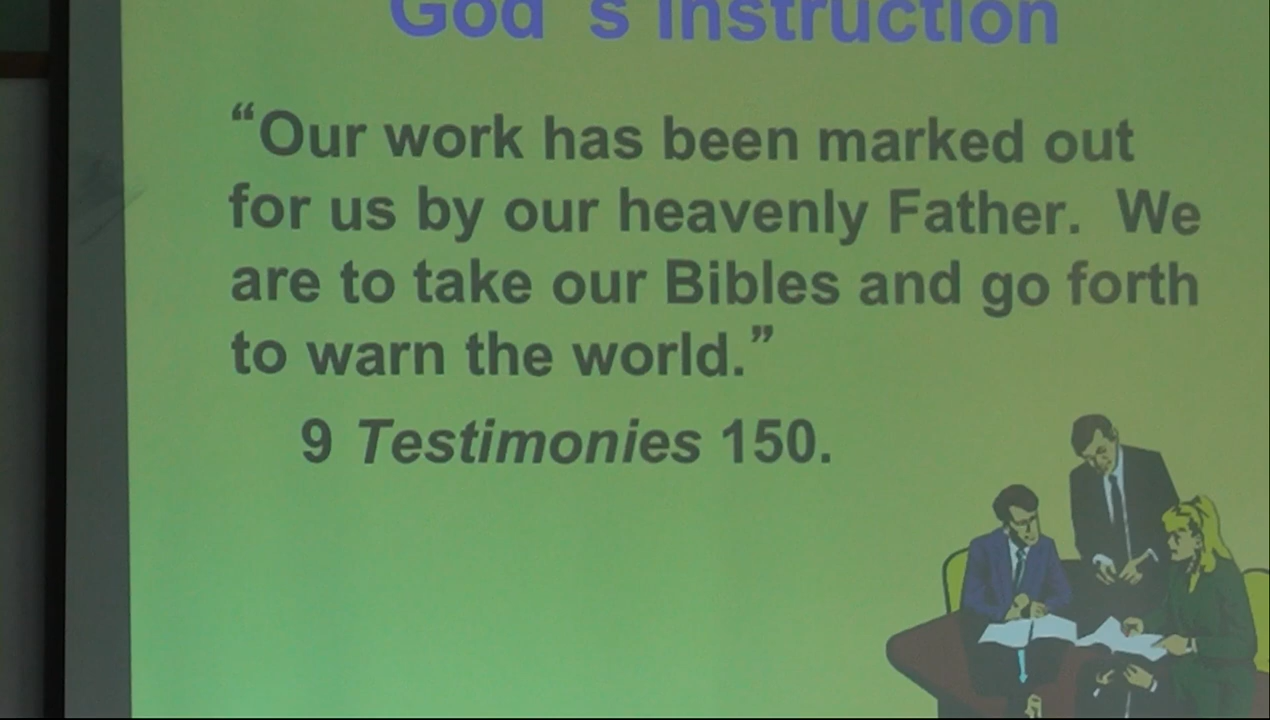 God's Instruction
“Our work has been marked out
for us by our heavenly Father.  We
are to take our Bibles and go forth
to warn the world.”
9 Testimonies 150.